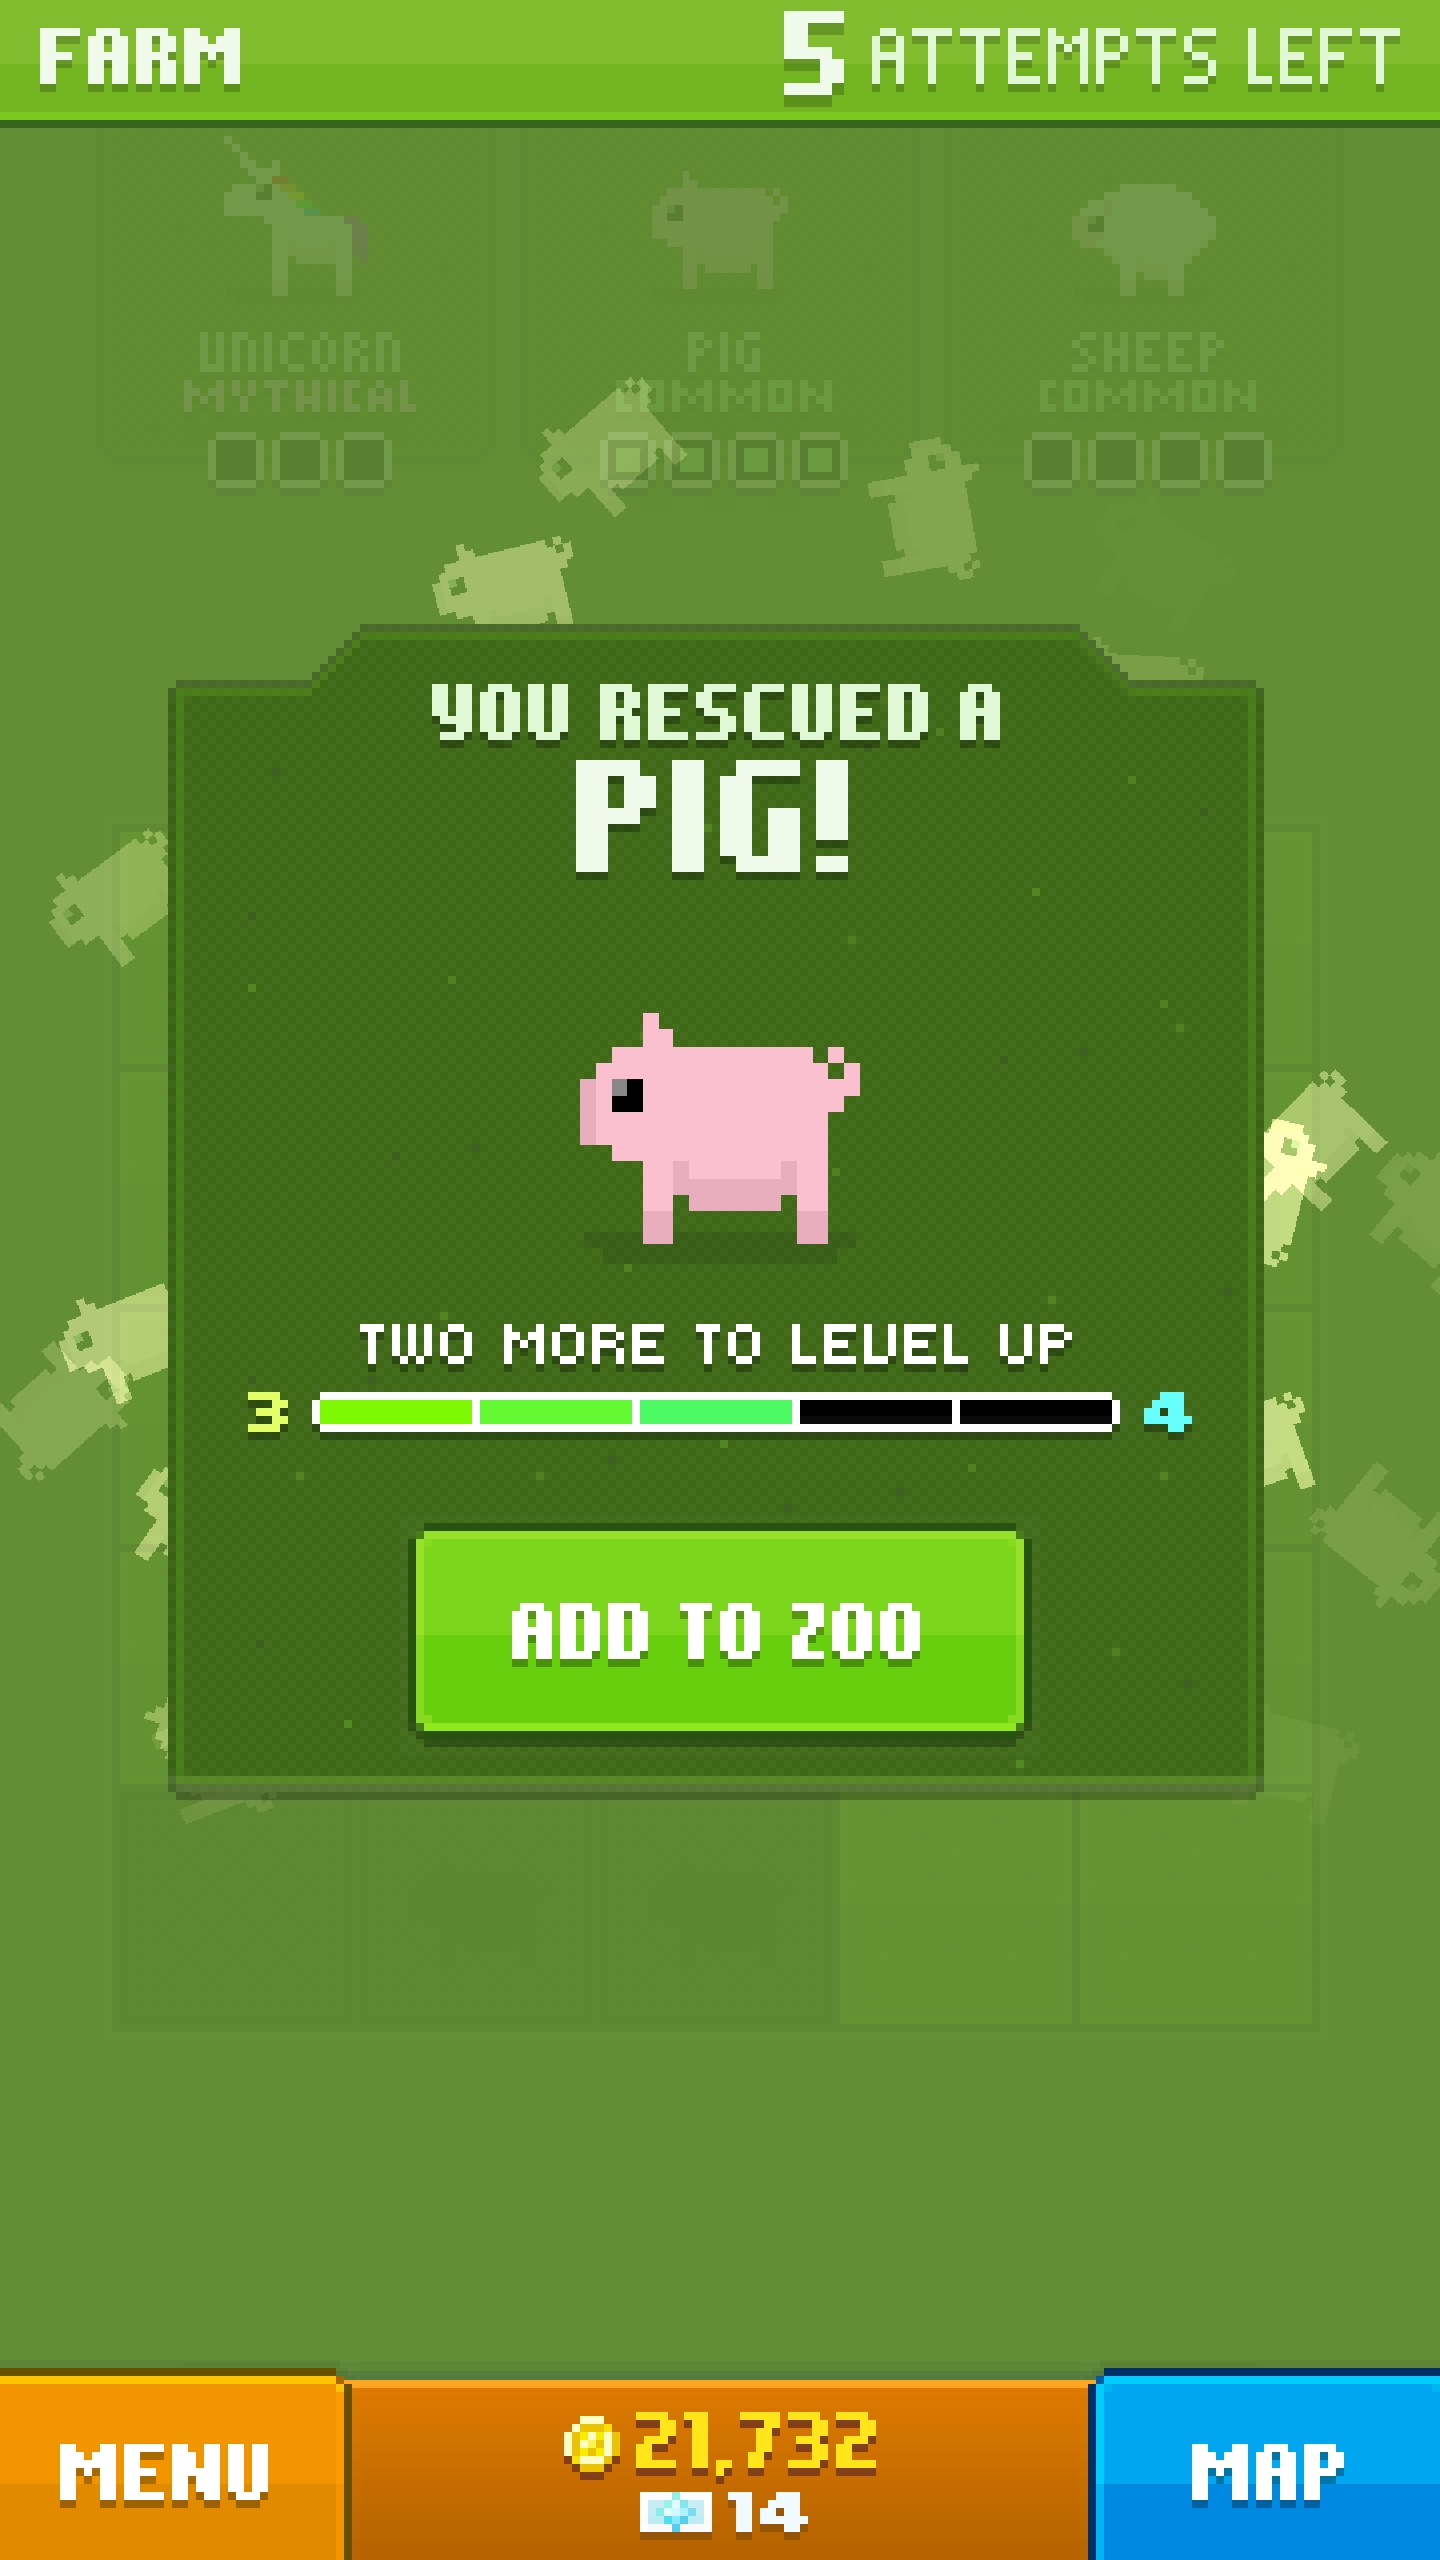 FARM
5 ATTEMPTS LEFT
UNICORN
MYTHICAL
PIG
COMMON
SHEEP
COMMON
YOU RESCUED A
PIG!
TWO MORE TO LEVEL UP
3
4
ADD TO ZOO
MENU
21,732
14
MAP